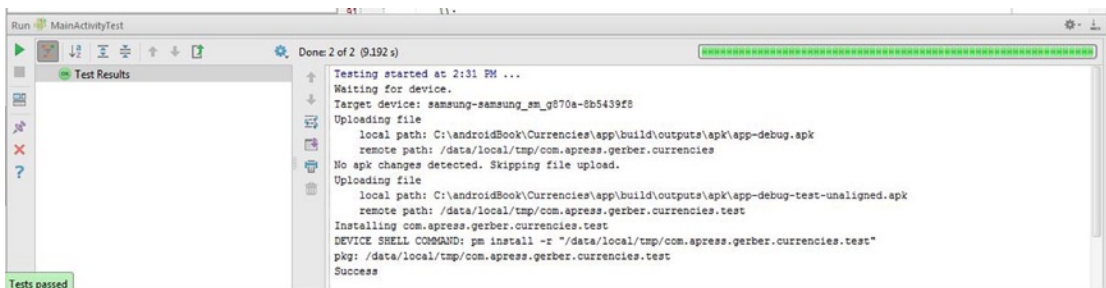 91 });
Run MainActivityTest
Done: 2 of 2 (9.192 s)
Test Results
Testing started at 2:31 PM ...
Waiting for device.
Target device: samsung-samsung_sm_g870a-8b5439f8
Uploading file
local path: C:\androidBook\Currencies\app\build\outputs\apk\app-debug.apk
remote path: /data/local/tmp/com.apress.gerber.currencies
No apk changes detected. Skipping file upload.
Uploading file
local path: C:\androidBook\Currencies\app\build\outputs\apk\app-debug-test-unaligned.apk
remote path: /data/local/tmp/com.apress.gerber.currencies.test
Installing com.apress.gerber.currencies.test
DEVICE SHELL COMMAND: pm install -r "/data/local/tmp/com.apress.gerber.currencies.test"
pkg: /data/local/tmp/com.apress.gerber.currencies.test
Success
Tests passed